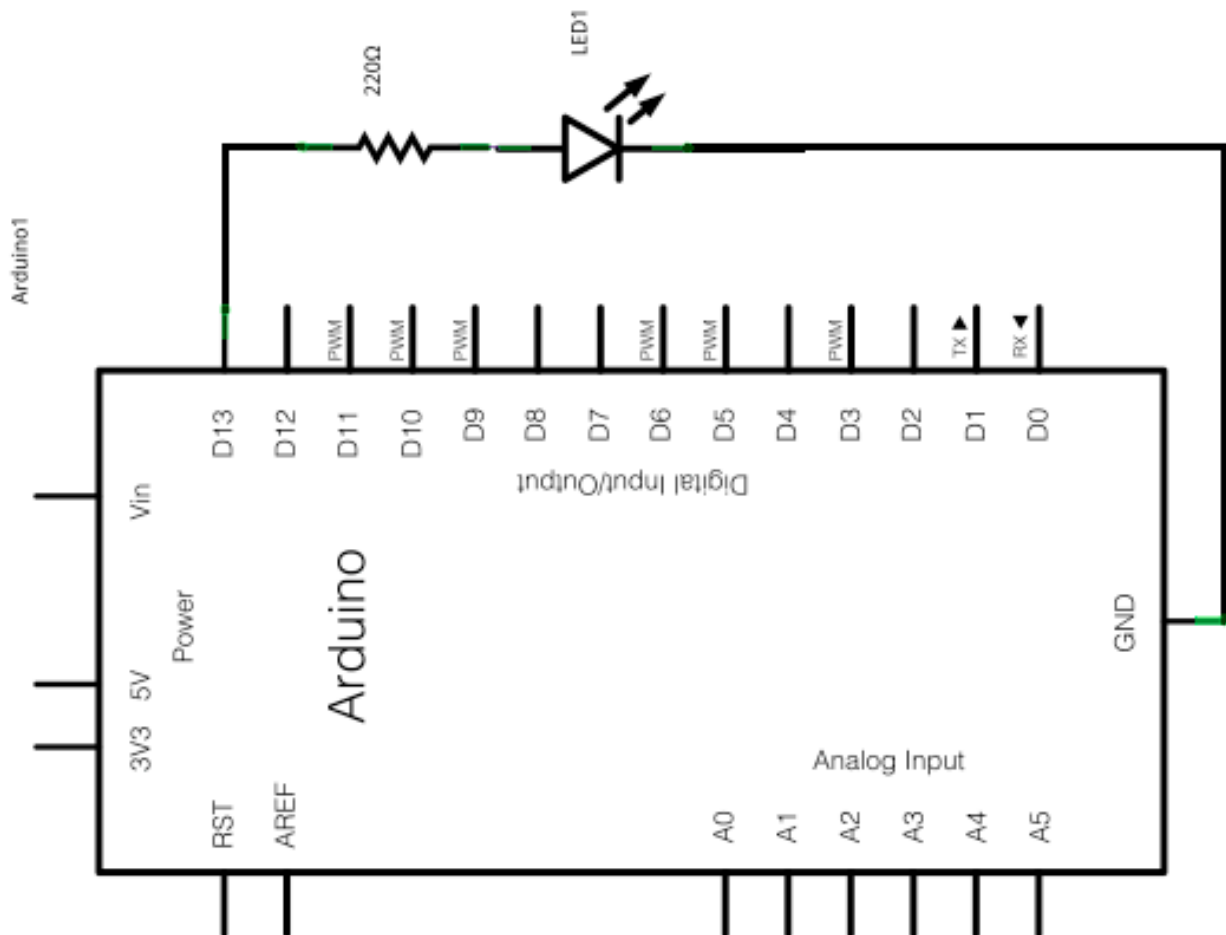 LED1
220Ω
Arduino1
PWM
PWM
PWM
PWM
PWM
PWM
TX
RX
D13
D12
D11
D10
D9
D8
D7
D6
D5
D4
D3
D2
D1
D0
Digital Input/Output
Vin
Power
Arduino
GND
5V
3V3
Analog Input
RST
AREF
A0
A1
A2
A3
A4
A5